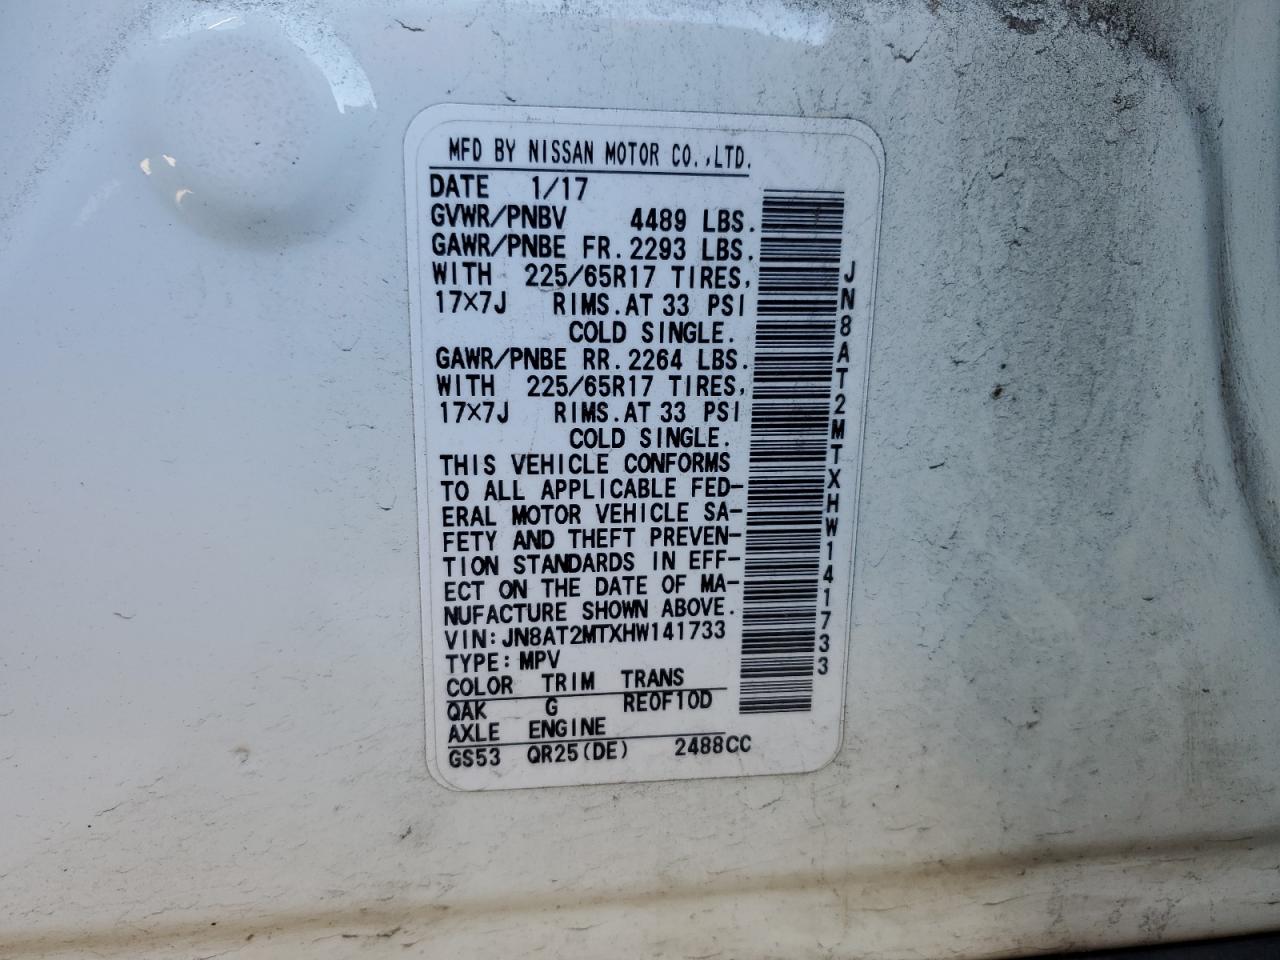 MFD BY NISSAN MOTOR CO.,LTD.
DATE 1/17
GVWR/PNBV 4489 LBS.
GAWR/PNBE FR. 2293 LBS.
WITH 225/65R17 TIRES,
17×7J RIMS.AT 33 PSI
COLD SINGLE.
GAWR/PNBE RR. 2264 LBS.
WITH 225/65R17 TIRES,
17×7J RIMS.AT 33 PSI
COLD SINGLE.
THIS VEHICLE CONFORMS
TO ALL APPLICABLE FED-
ERAL MOTOR VEHICLE SA-
FETY AND THEFT PREVEN-
TION STANDARDS IN EFF-
ECT ON THE DATE OF MA-
NUFACTURE SHOWN ABOVE.
VIN: JN8AT2MTXHW141733
TYPE: MPV
COLOR TRIM TRANS
QAK G RE0F10D
AXLE ENGINE
GS53 QR25(DE) 2488CC
JN8AT2MTXHW141733